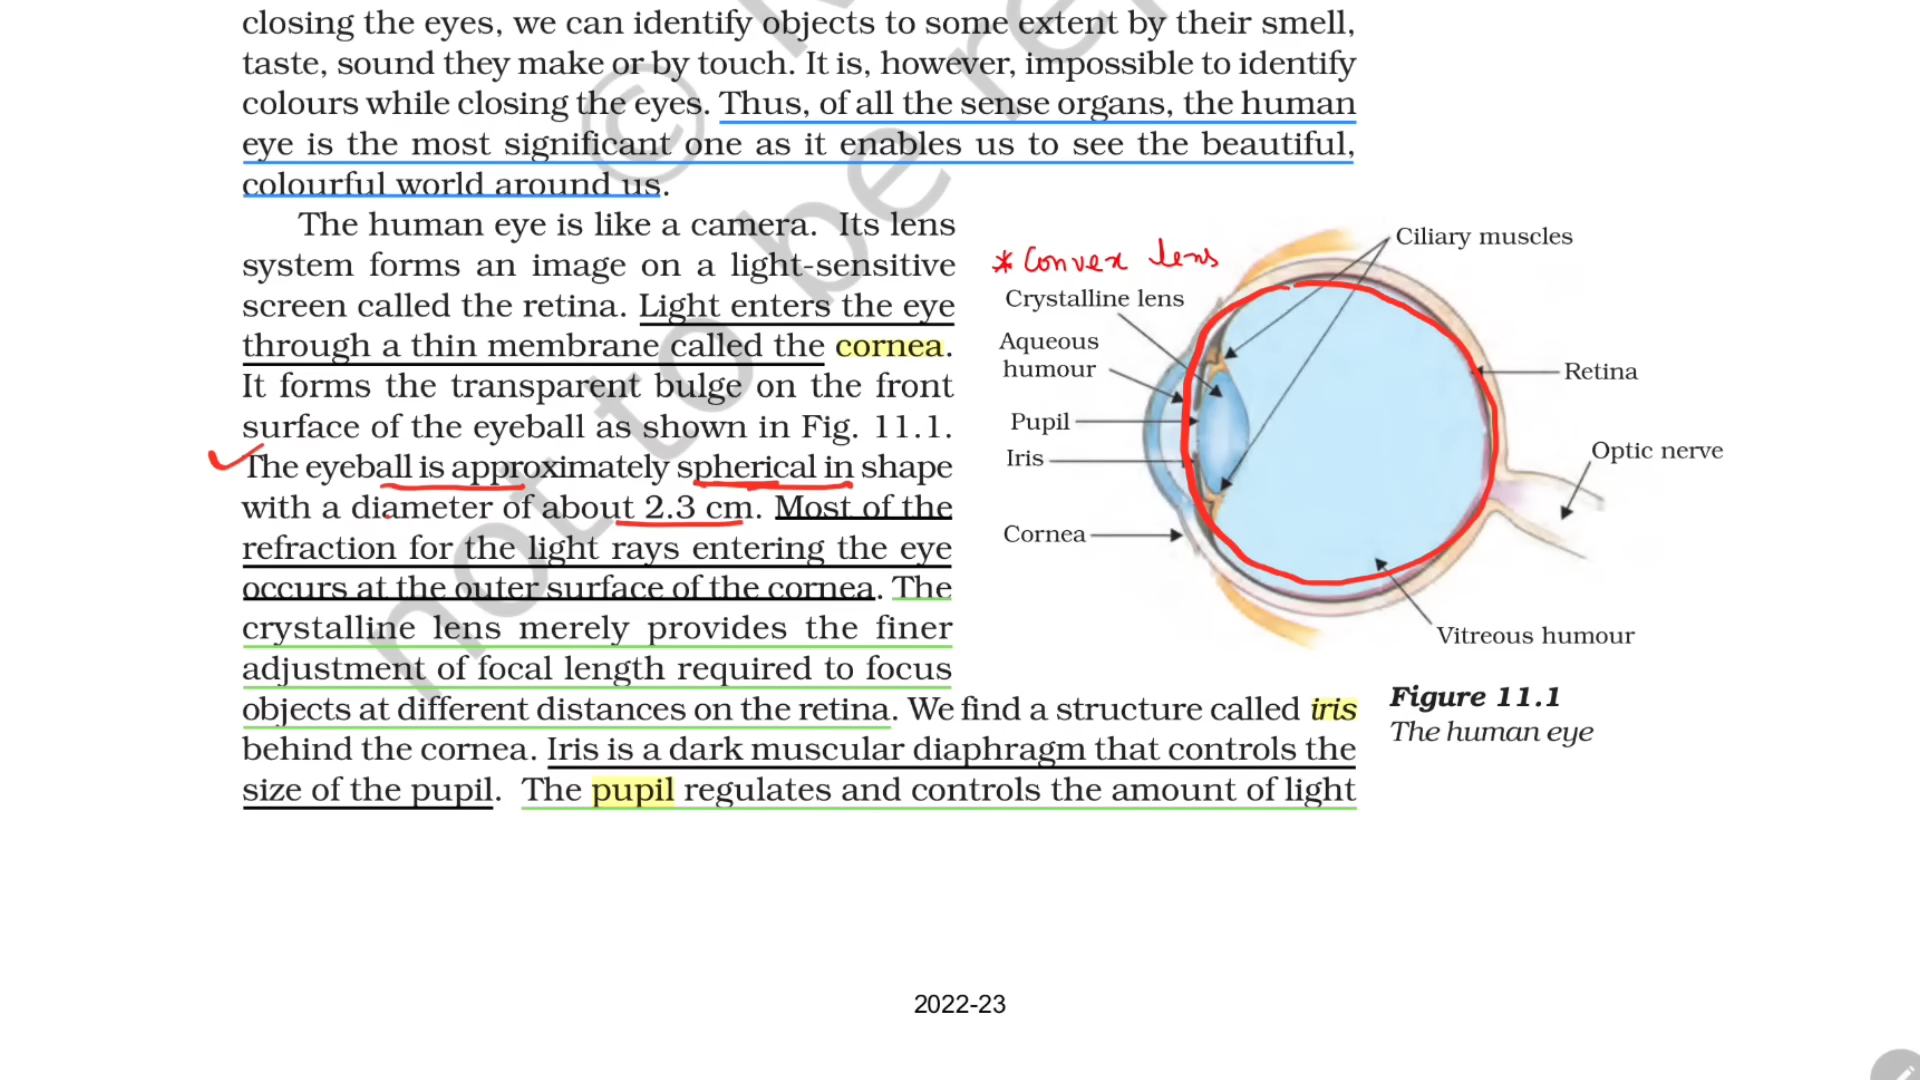 closing the eyes, we can identify objects to some extent by their smell,
taste, sound they make or by touch. It is, however, impossible to identify
colours while closing the eyes. Thus, of all the sense organs, the human
eye is the most significant one as it enables us to see the beautiful,
colourful world around us.
The human eye is like a camera. Its lens
system forms an image on a light-sensitive
screen called the retina. Light enters the eye
through a thin membrane called the cornea.
It forms the transparent bulge on the front
surface of the eyeball as shown in Fig. 11.1.
The eyeball is approximately spherical in shape
with a diameter of about 2.3 cm. Most of the
refraction for the light rays entering the eye
occurs at the outer surface of the cornea. The
crystalline lens merely provides the finer
adjustment of focal length required to focus
objects at different distances on the retina. We find a structure called iris
behind the cornea. Iris is a dark muscular diaphragm that controls the
size of the pupil. The pupil regulates and controls the amount of light
* Convex lens
Ciliary muscles
Crystalline lens
Aqueous
humour
Pupil
Iris
Cornea
Retina
Optic nerve
Vitreous humour
Figure 11.1
The human eye
© 
not to be re
2022-23